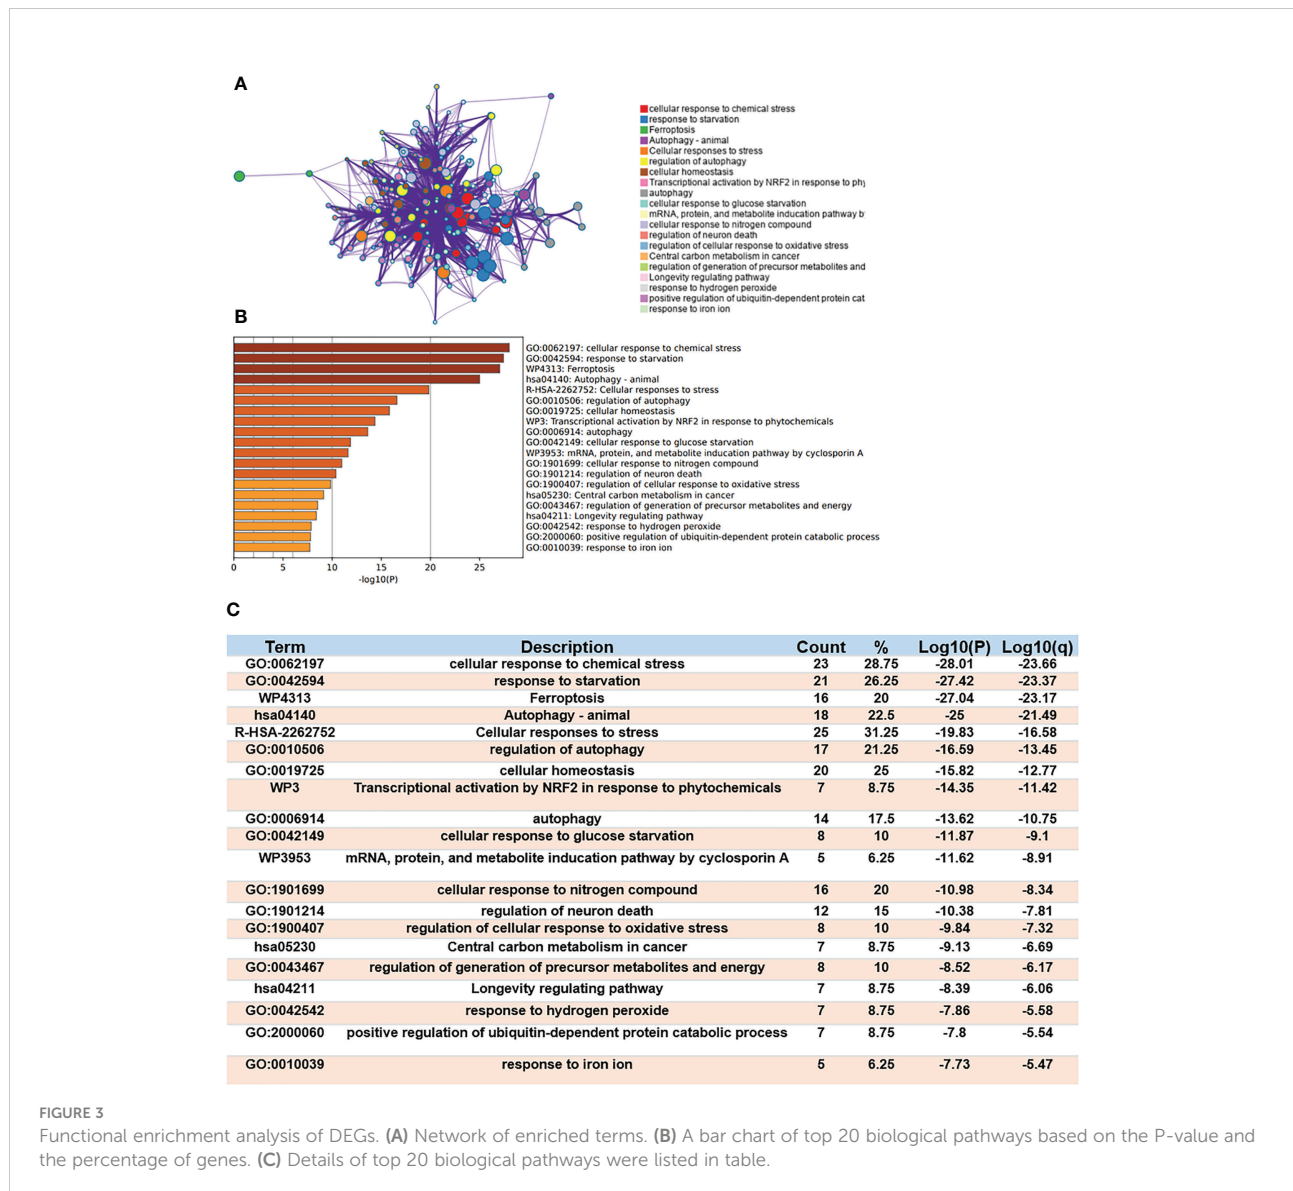 A
cellular response to chemical stress
response to starvation
Ferroptosis
Autophagy - animal
Cellular responses to stress
regulation of autophagy
cellular homeostasis
Transcriptional activation by NRF2 in response to phy
autophagy
cellular response to glucose starvation
mRNA, protein, and metabolite inducation pathway b
cellular response to nitrogen compound
regulation of neuron death
regulation of cellular response to oxidative stress
Central carbon metabolism in cancer
regulation of generation of precursor metabolites and
Longevity regulating pathway
response to hydrogen peroxide
positive regulation of ubiquitin-dependent protein cat
response to iron ion
B
GO:0062197: cellular response to chemical stress
GO:0042594: response to starvation
WP4313: Ferroptosis
hsa04140: Autophagy - animal
R-HSA-2262752: Cellular responses to stress
GO:0010506: regulation of autophagy
GO:0019725: cellular homeostasis
WP3: Transcriptional activation by NRF2 in response to phytochemicals
GO:0006914: autophagy
GO:0042149: cellular response to glucose starvation
WP3953: mRNA, protein, and metabolite inducation pathway by cyclosporin A
GO:1901699: cellular response to nitrogen compound
GO:1901214: regulation of neuron death
GO:1900407: regulation of cellular response to oxidative stress
hsa05230: Central carbon metabolism in cancer
GO:0043467: regulation of generation of precursor metabolites and energy
hsa04211: Longevity regulating pathway
GO:0042542: response to hydrogen peroxide
GO:2000060: positive regulation of ubiquitin-dependent protein catabolic process
GO:0010039: response to iron ion
0 5 10 15 20 25
-log10(P)
C
Term Description Count % Log10(P) Log10(q)
GO:0062197 cellular response to chemical stress 23 28.75 -28.01 -23.66
GO:0042594 response to starvation 21 26.25 -27.42 -23.37
WP4313 Ferroptosis 16 20 -27.04 -23.17
hsa04140 Autophagy - animal 18 22.5 -25 -21.49
R-HSA-2262752 Cellular responses to stress 25 31.25 -19.83 -16.58
GO:0010506 regulation of autophagy 17 21.25 -16.59 -13.45
GO:0019725 cellular homeostasis 20 25 -15.82 -12.77
WP3 Transcriptional activation by NRF2 in response to phytochemicals 7 8.75 -14.35 -11.42
GO:0006914 autophagy 14 17.5 -13.62 -10.75
GO:0042149 cellular response to glucose starvation 8 10 -11.87 -9.1
WP3953 mRNA, protein, and metabolite inducation pathway by cyclosporin A 5 6.25 -11.62 -8.91
GO:1901699 cellular response to nitrogen compound 16 20 -10.98 -8.34
GO:1901214 regulation of neuron death 12 15 -10.38 -7.81
GO:1900407 regulation of cellular response to oxidative stress 8 10 -9.84 -7.32
hsa05230 Central carbon metabolism in cancer 7 8.75 -9.13 -6.69
GO:0043467 regulation of generation of precursor metabolites and energy 8 10 -8.52 -6.17
hsa04211 Longevity regulating pathway 7 8.75 -8.39 -6.06
GO:0042542 response to hydrogen peroxide 7 8.75 -7.86 -5.58
GO:2000060 positive regulation of ubiquitin-dependent protein catabolic process 7 8.75 -7.8 -5.54
GO:0010039 response to iron ion 5 6.25 -7.73 -5.47
FIGURE 3
Functional enrichment analysis of DEGs. (A) Network of enriched terms. (B) A bar chart of top 20 biological pathways based on the P-value and
the percentage of genes. (C) Details of top 20 biological pathways were listed in table.